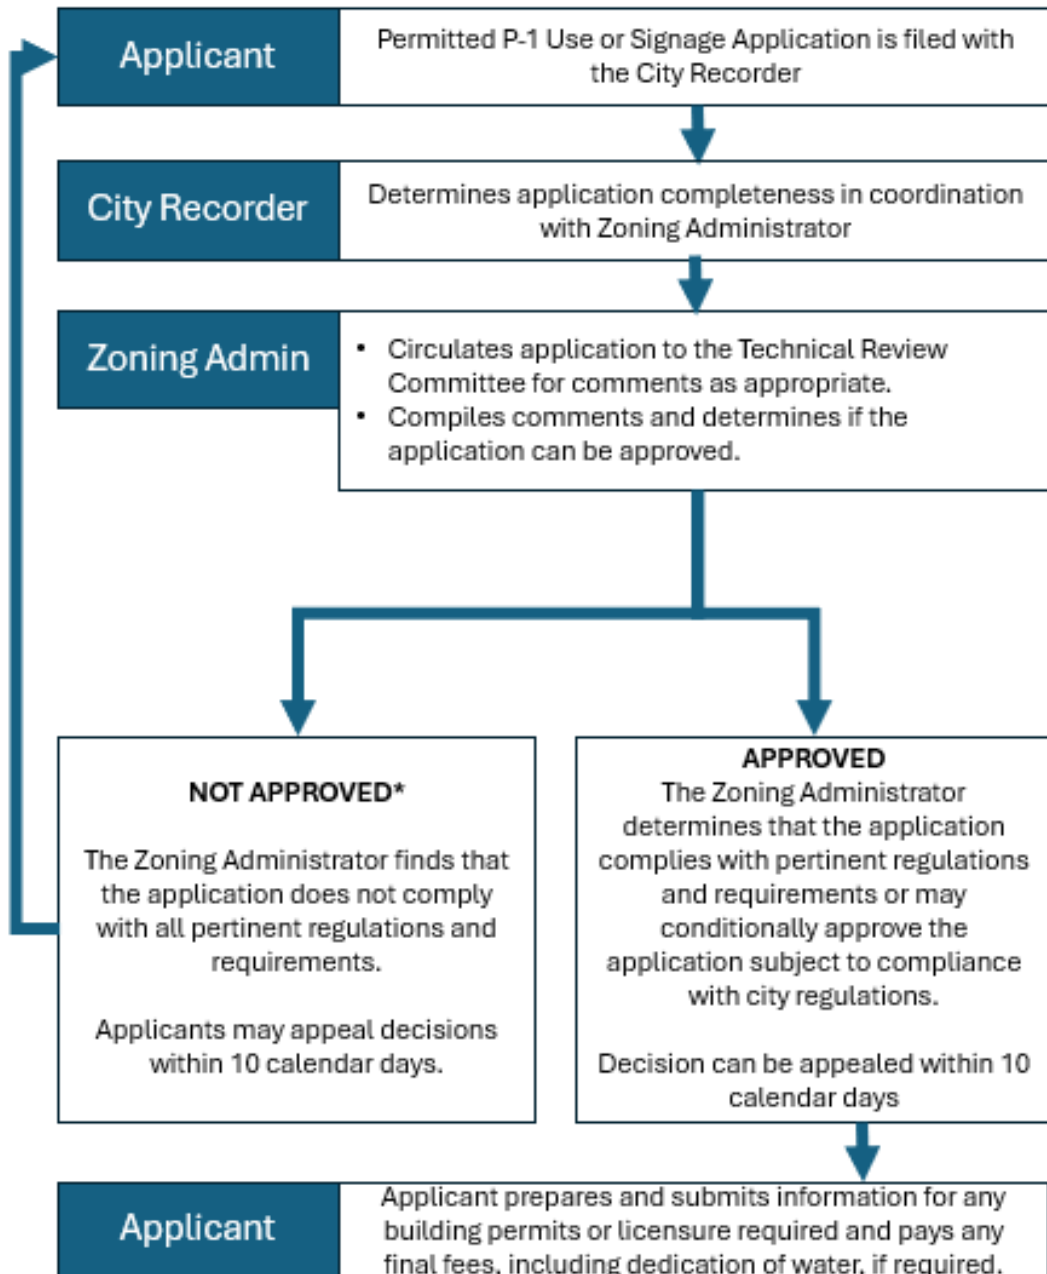 Applicant
Permitted P-1 Use or Signage Application is filed with
the City Recorder
City Recorder
Determines application completeness in coordination
with Zoning Administrator
Zoning Admin
• Circulates application to the Technical Review
Committee for comments as appropriate.
• Compiles comments and determines if the
application can be approved.
NOT APPROVED*
The Zoning Administrator finds that
the application does not comply
with all pertinent regulations and
requirements.
Applicants may appeal decisions
within 10 calendar days.
APPROVED
The Zoning Administrator
determines that the application
complies with pertinent regulations
and requirements or may
conditionally approve the
application subject to compliance
with city regulations.
Decision can be appealed within 10
calendar days
Applicant
Applicant prepares and submits information for any
building permits or licensure required and pays any
final fees, including dedication of water, if required.